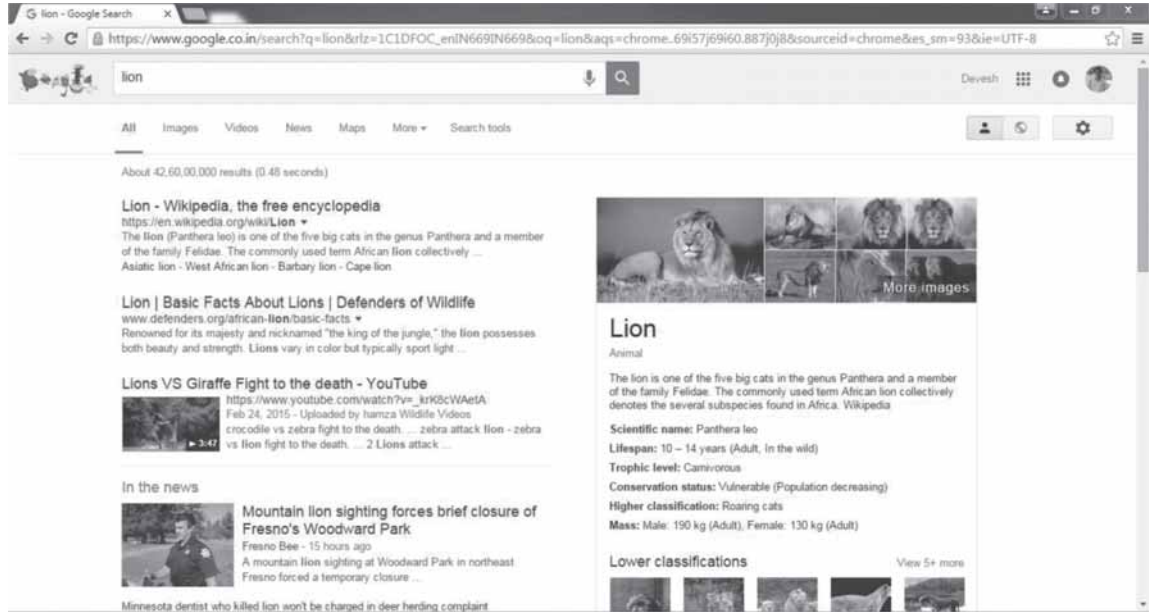 lion - Google Search
https://www.google.co.in/search?q=lion&rlz=1C1DFOC_enIN669IN669&oq=lion&aqs=chrome..69i57j69i60.887j0j8&sourceid=chrome&es_sm=93&ie=UTF-8
lion
Devesh
All Images Videos News Maps More Search tools
About 42,60,00,000 results (0.48 seconds)
Lion - Wikipedia, the free encyclopedia
https://en.wikipedia.org/wiki/Lion
The lion (Panthera leo) is one of the five big cats in the genus Panthera and a member
of the family Felidae. The commonly used term African lion collectively ...
Asiatic lion - West African lion - Barbary lion - Cape lion
Lion | Basic Facts About Lions | Defenders of Wildlife
www.defenders.org/african-lion/basic-facts
Renowned for its majesty and nicknamed "the king of the jungle," the lion possesses
both beauty and strength. Lions vary in color but typically sport light ...
Lions VS Giraffe Fight to the death - YouTube
https://www.youtube.com/watch?v=_krK8cWAetA
Feb 24, 2015 - Uploaded by hamza Wildlife Videos
crocodile vs zebra fight to the death. ... zebra attack lion - zebra
vs lion fight to the death. ... 2 Lions attack ...
3:47
In the news
Mountain lion sighting forces brief closure of
Fresno's Woodward Park
Fresno Bee - 15 hours ago
A mountain lion sighting at Woodward Park in northeast
Fresno forced a temporary closure ...
Minnesota dentist who killed lion won't be charged in deer herding complaint
More images
Lion
Animal
The lion is one of the five big cats in the genus Panthera and a member
of the family Felidae. The commonly used term African lion collectively
denotes the several subspecies found in Africa. Wikipedia
Scientific name: Panthera leo
Lifespan: 10 – 14 years (Adult, In the wild)
Trophic level: Carnivorous
Conservation status: Vulnerable (Population decreasing)
Higher classification: Roaring cats
Mass: Male: 190 kg (Adult), Female: 130 kg (Adult)
Lower classifications
View 5+ more